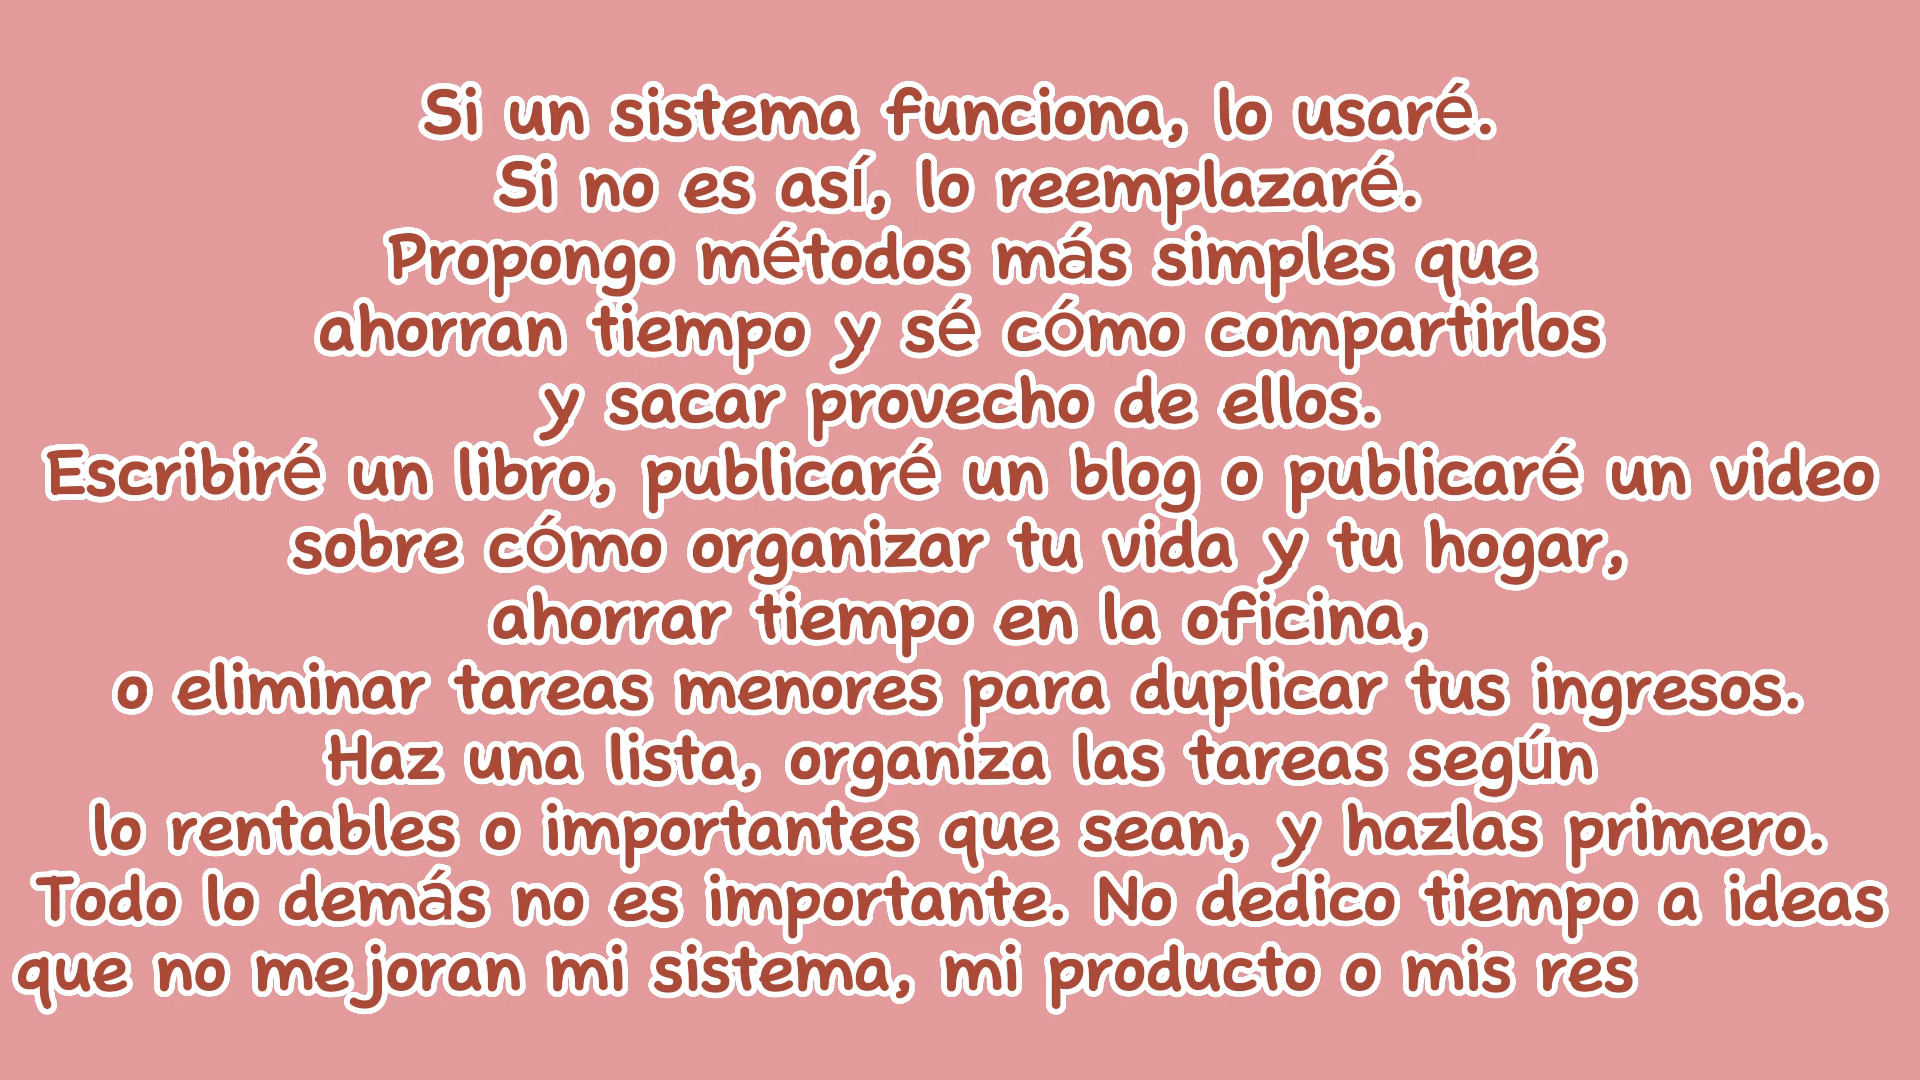 Si un sistema funciona, lo usaré.
Si no es así, lo reemplazaré.
Propongo métodos más simples que
ahorran tiempo y sé cómo compartirlos
y sacar provecho de ellos.
Escribiré un libro, publicaré un blog o publicaré un video
sobre cómo organizar tu vida y tu hogar,
ahorrar tiempo en la oficina,
o eliminar tareas menores para duplicar tus ingresos.
Haz una lista, organiza las tareas según
lo rentables o importantes que sean, y hazlas primero.
Todo lo demás no es importante. No dedico tiempo a ideas
que no mejoran mi sistema, mi producto o mis res